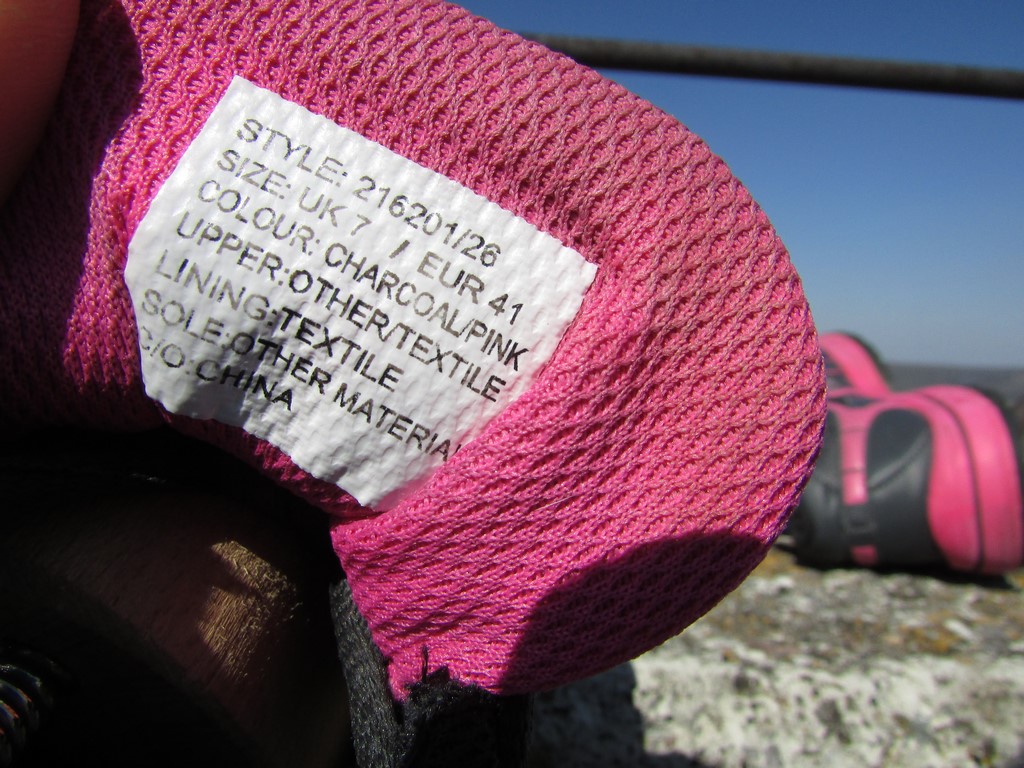 STYLE: 216201/26
SIZE: UK 7 / EUR 41
COLOUR: CHARCOAL/PINK
UPPER:OTHER/TEXTILE
LINING:TEXTILE
SOLE:OTHER MATERIA
C/O:CHINA